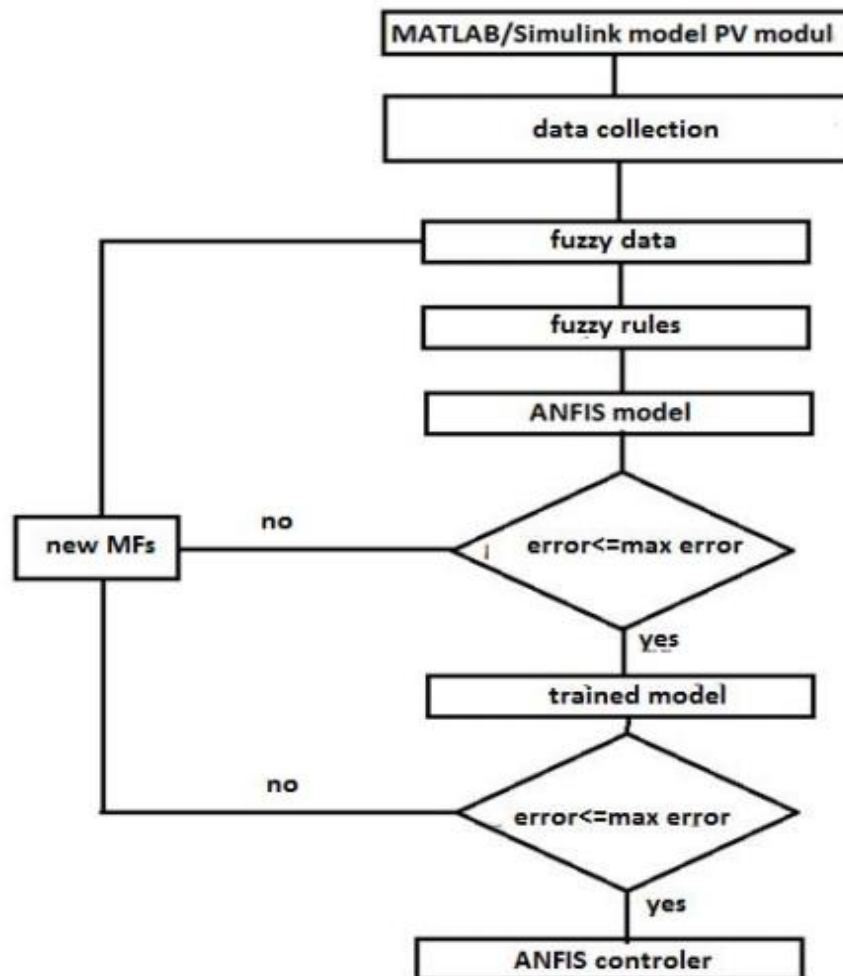 MATLAB/Simulink model PV modul
data collection
fuzzy data
fuzzy rules
ANFIS model
error<=max error
no
new MFs
yes
trained model
error<=max error
no
yes
ANFIS controler